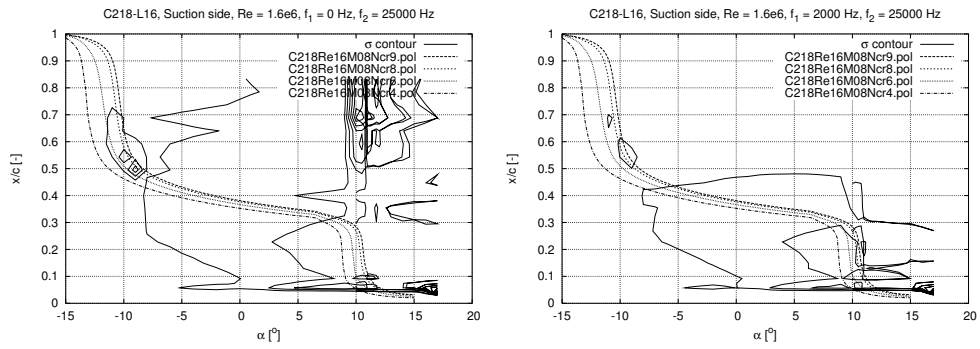 C218-L16, Suction side, Re = 1.6e6, f1 = 0 Hz, f2 = 25000 Hz
σ contour
C218Re16M08Ncr9.pol
C218Re16M08Ncr8.pol
C218Re16M08Ncr6.pol
C218Re16M08Ncr4.pol
x/c [-]
1
0.9
0.8
0.7
0.6
0.5
0.4
0.3
0.2
0.1
0
-15 -10 -5 0 5 10 15 20
α [°]
C218-L16, Suction side, Re = 1.6e6, f1 = 2000 Hz, f2 = 25000 Hz
σ contour
C218Re16M08Ncr9.pol
C218Re16M08Ncr8.pol
C218Re16M08Ncr6.pol
C218Re16M08Ncr4.pol
x/c [-]
1
0.9
0.8
0.7
0.6
0.5
0.4
0.3
0.2
0.1
0
-15 -10 -5 0 5 10 15 20
α [°]